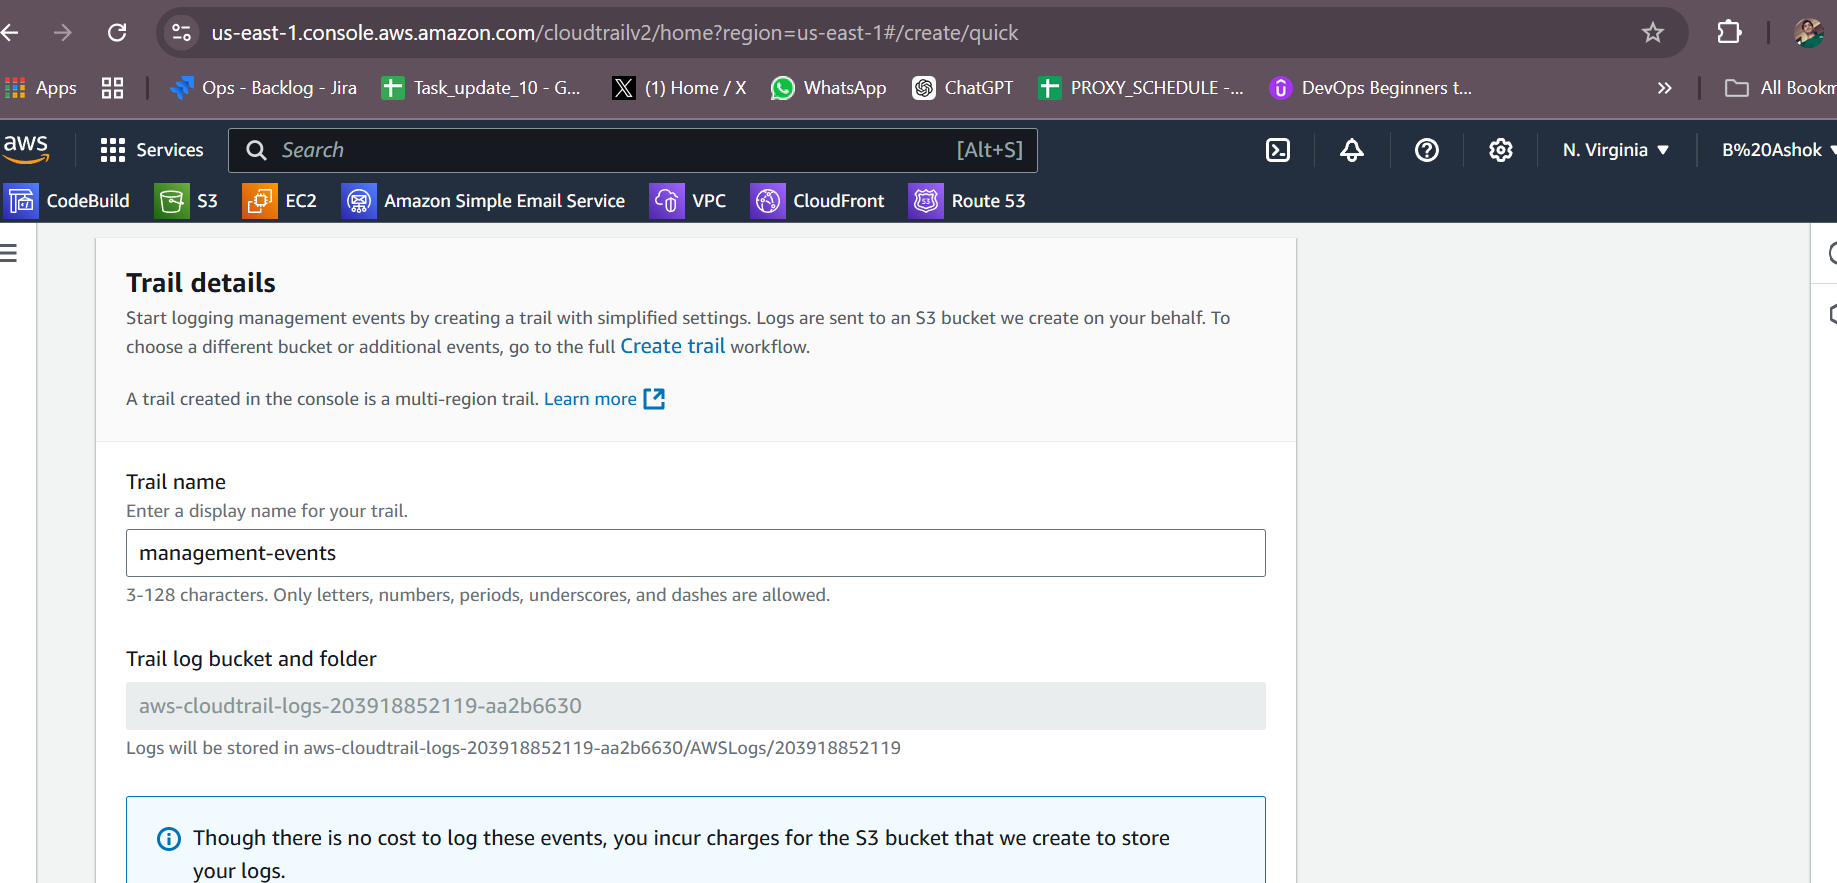 us-east-1.console.aws.amazon.com/cloudtrailv2/home?region=us-east-1#/create/quick
Apps Ops - Backlog - Jira Task_update_10 - G... (1) Home / X WhatsApp ChatGPT PROXY_SCHEDULE -... DevOps Beginners t... » All Bookm
aws Services Search [Alt+S] N. Virginia B%20Ashok
CodeBuild S3 EC2 Amazon Simple Email Service VPC CloudFront Route 53
Trail details
Start logging management events by creating a trail with simplified settings. Logs are sent to an S3 bucket we create on your behalf. To
choose a different bucket or additional events, go to the full Create trail workflow.
A trail created in the console is a multi-region trail. Learn more
Trail name
Enter a display name for your trail.
management-events
3-128 characters. Only letters, numbers, periods, underscores, and dashes are allowed.
Trail log bucket and folder
aws-cloudtrail-logs-203918852119-aa2b6630
Logs will be stored in aws-cloudtrail-logs-203918852119-aa2b6630/AWSLogs/203918852119
Though there is no cost to log these events, you incur charges for the S3 bucket that we create to store
your logs.